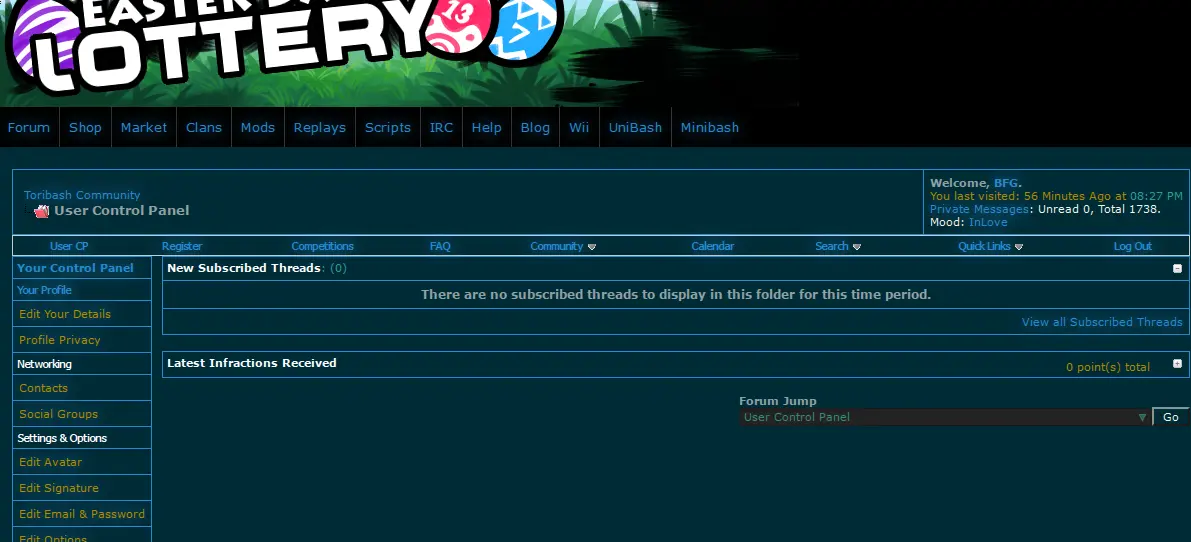 EASTER DA
LOTTERY
13
Forum Shop Market Clans Mods Replays Scripts IRC Help Blog Wii UniBash Minibash
Toribash Community
User Control Panel
Welcome, BFG.
You last visited: 56 Minutes Ago at 08:27 PM
Private Messages: Unread 0, Total 1738.
Mood: InLove
User CP Register Competitions FAQ Community Calendar Search Quick Links Log Out
Your Control Panel
Your Profile
Edit Your Details
Profile Privacy
Networking
Contacts
Social Groups
Settings & Options
Edit Avatar
Edit Signature
Edit Email & Password
Edit Options
New Subscribed Threads: (0)
There are no subscribed threads to display in this folder for this time period.
View all Subscribed Threads
Latest Infractions Received
0 point(s) total
Forum Jump
User Control Panel
Go